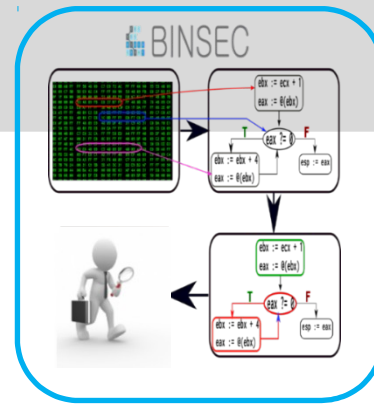 BINSEC
ebx := ecx + 1
eax := @(ebx)
T
eax ?= 0
F
ebx := ebx + 4
eax := @(ebx)
esp := eax
ebx := ecx + 1
eax := @(ebx)
T
eax ?= 0
F
ebx := ebx + 4
eax := @(ebx)
esp := eax